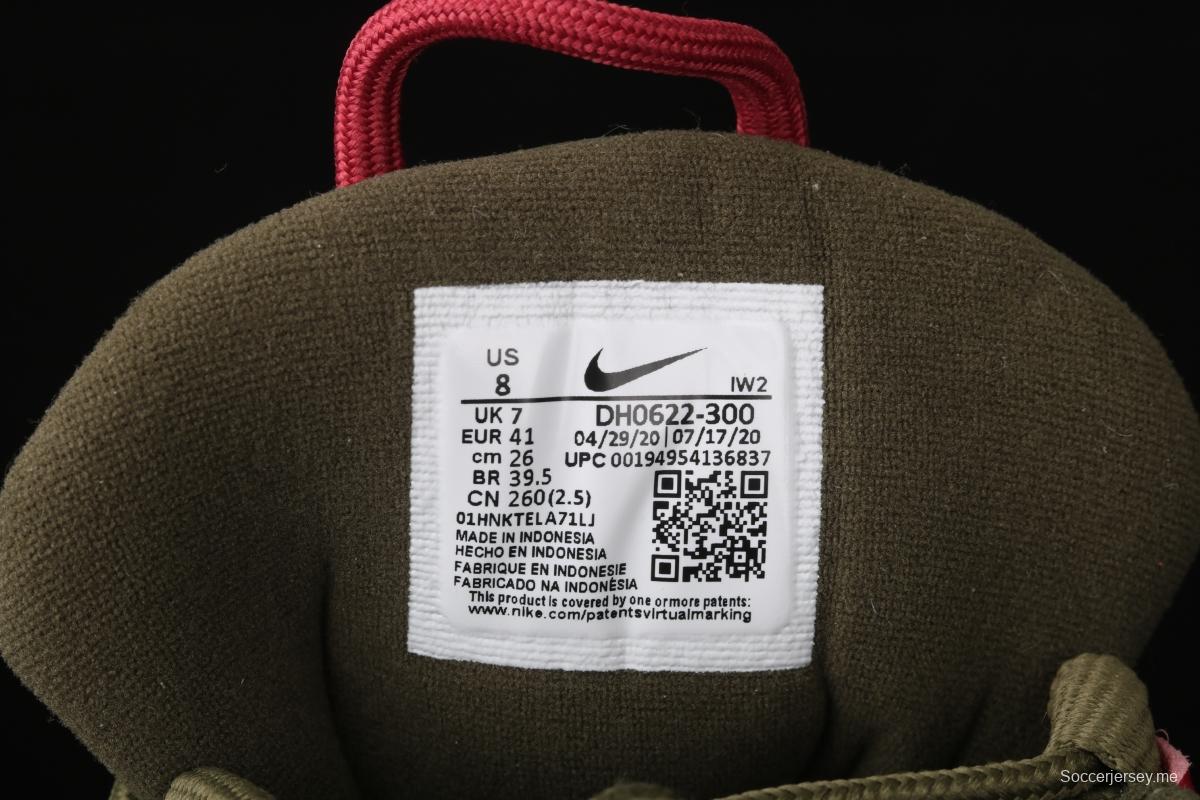 US
8
IW2
UK 7
DH0622-300
EUR 41
04/29/20|07/17/20
cm 26
UPC 00194954136837
BR 39.5
CN 260(2.5)
01HNKTELA71LJ
MADE IN INDONESIA
HECHO EN INDONESIA
FABRIQUE EN INDONESIE
FABRICADO NA INDONÉSIA
This product is covered by one ormore patents:
www.nike.com/patentsvirtualmarking
Soccerjersey.me